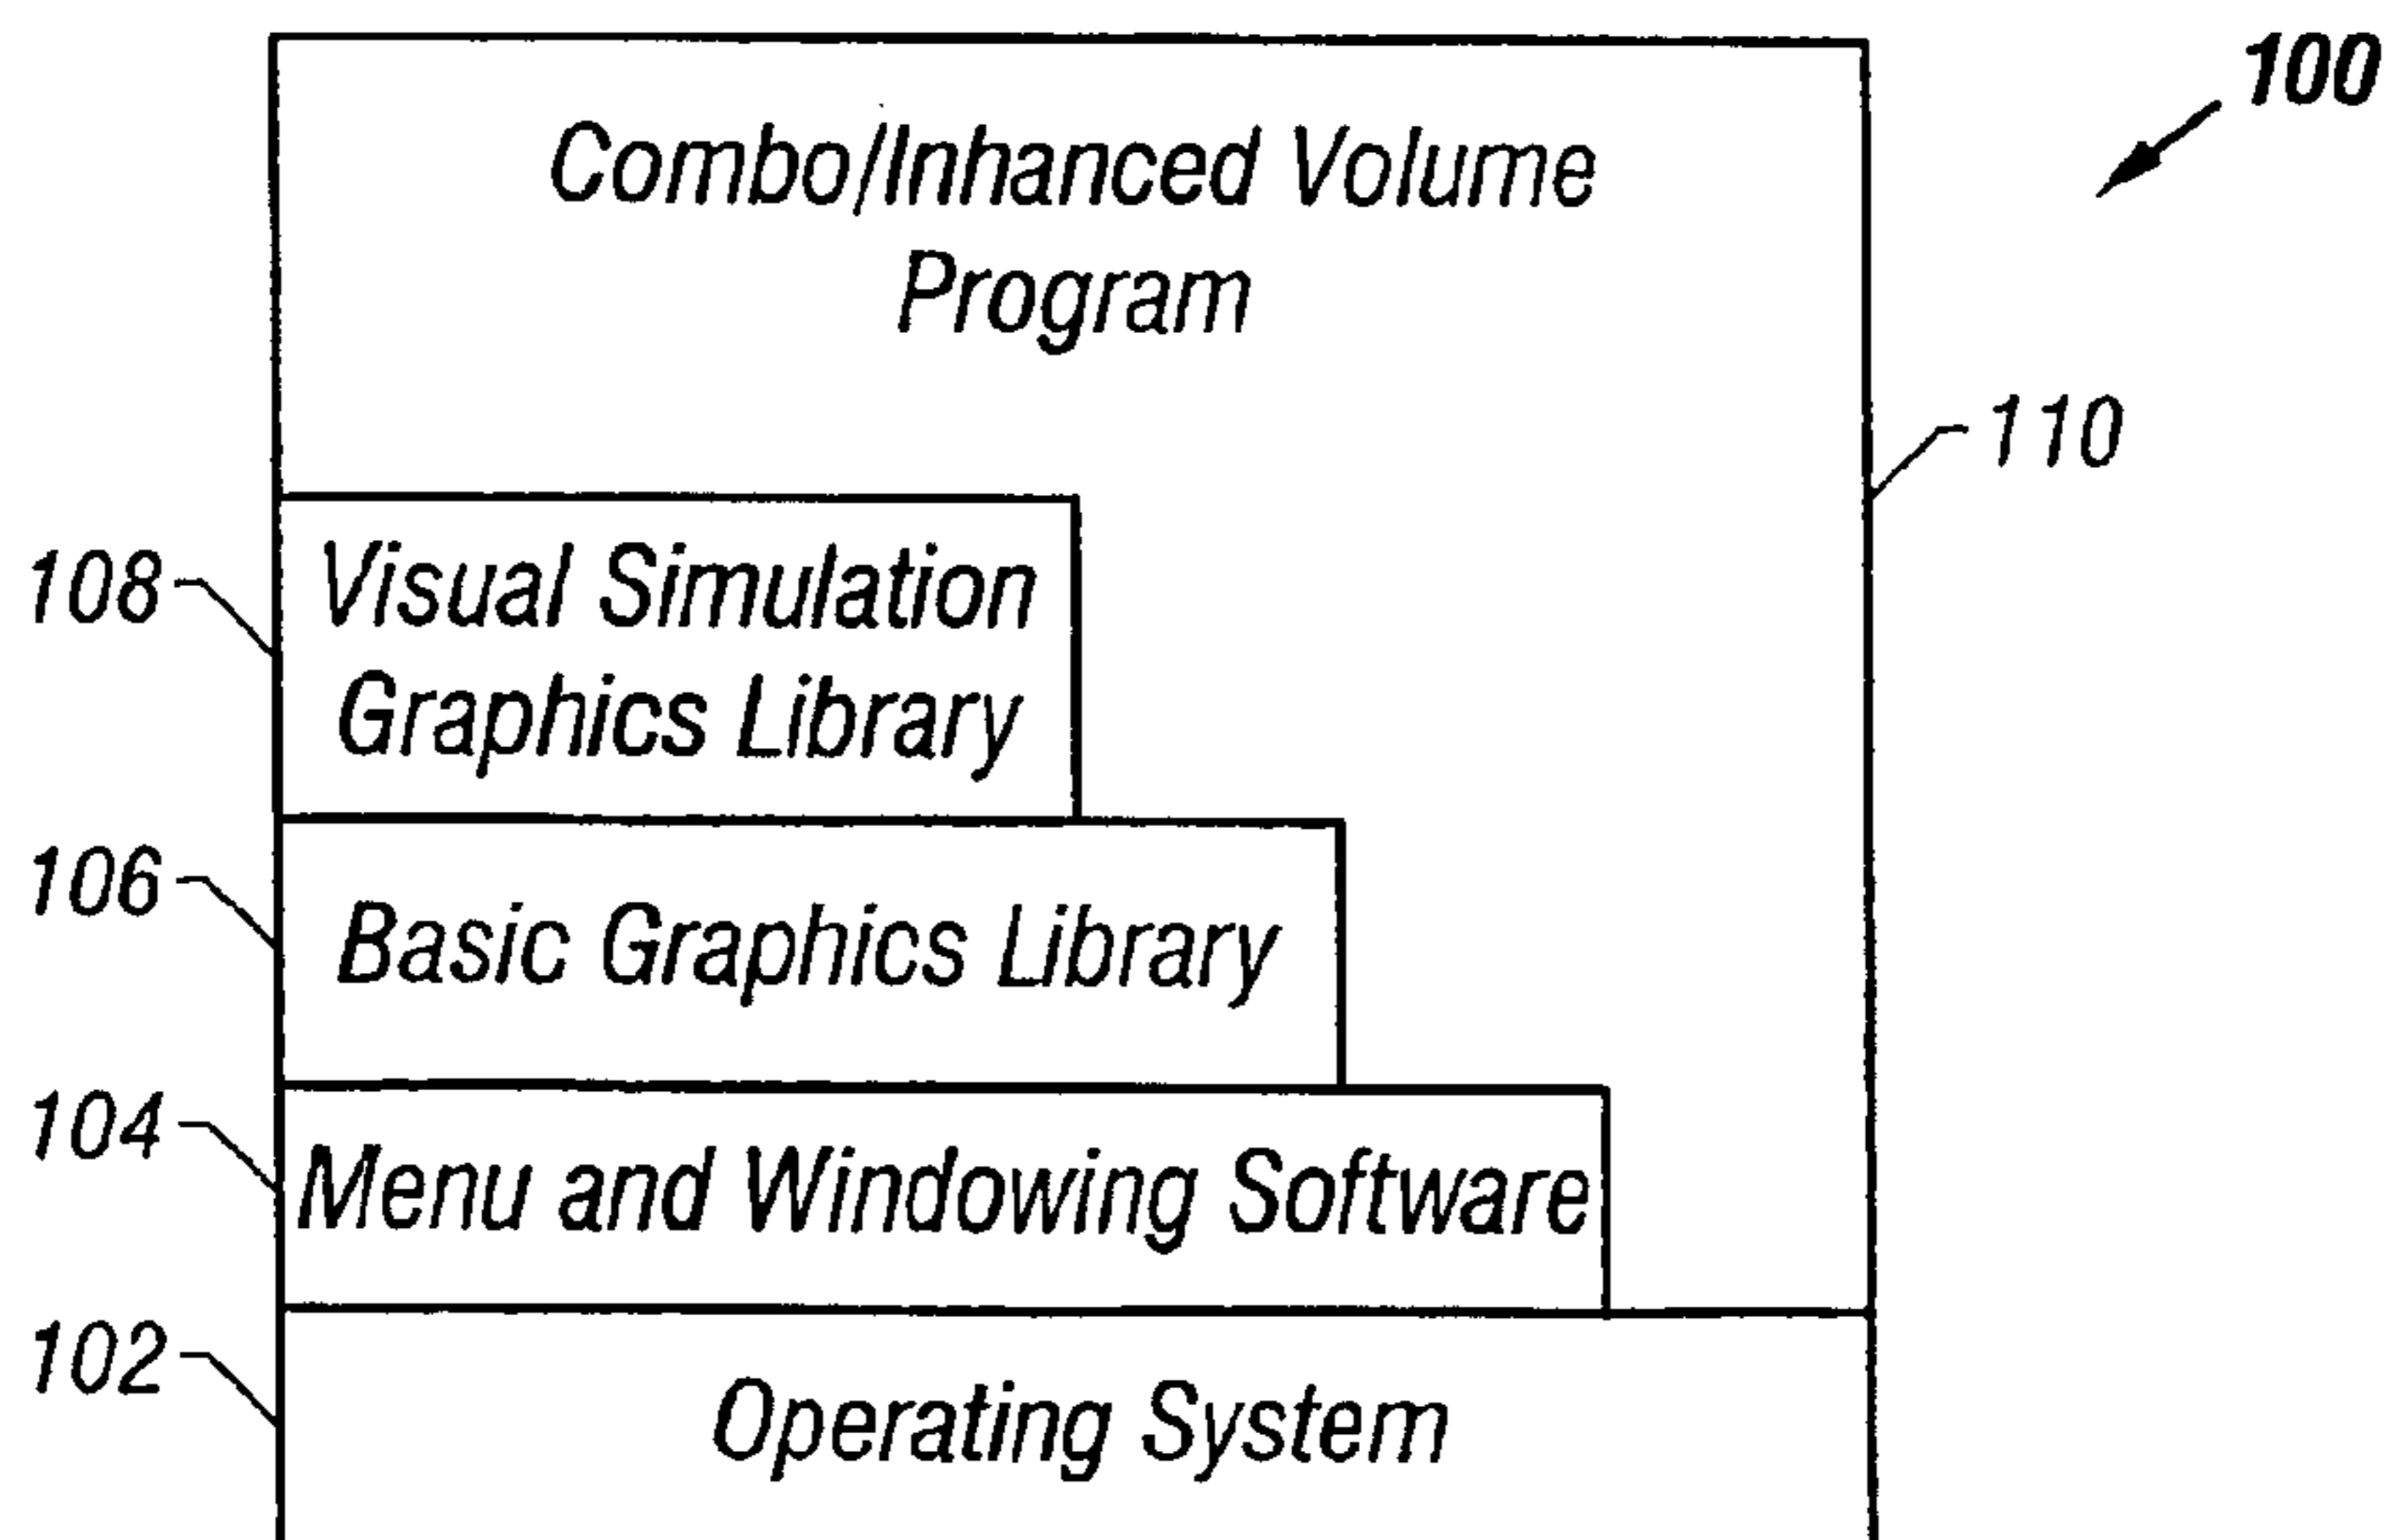 100
Combo/Inhanced Volume
Program
110
108
Visual Simulation
Graphics Library
106
Basic Graphics Library
104
Menu and Windowing Software
102
Operating System